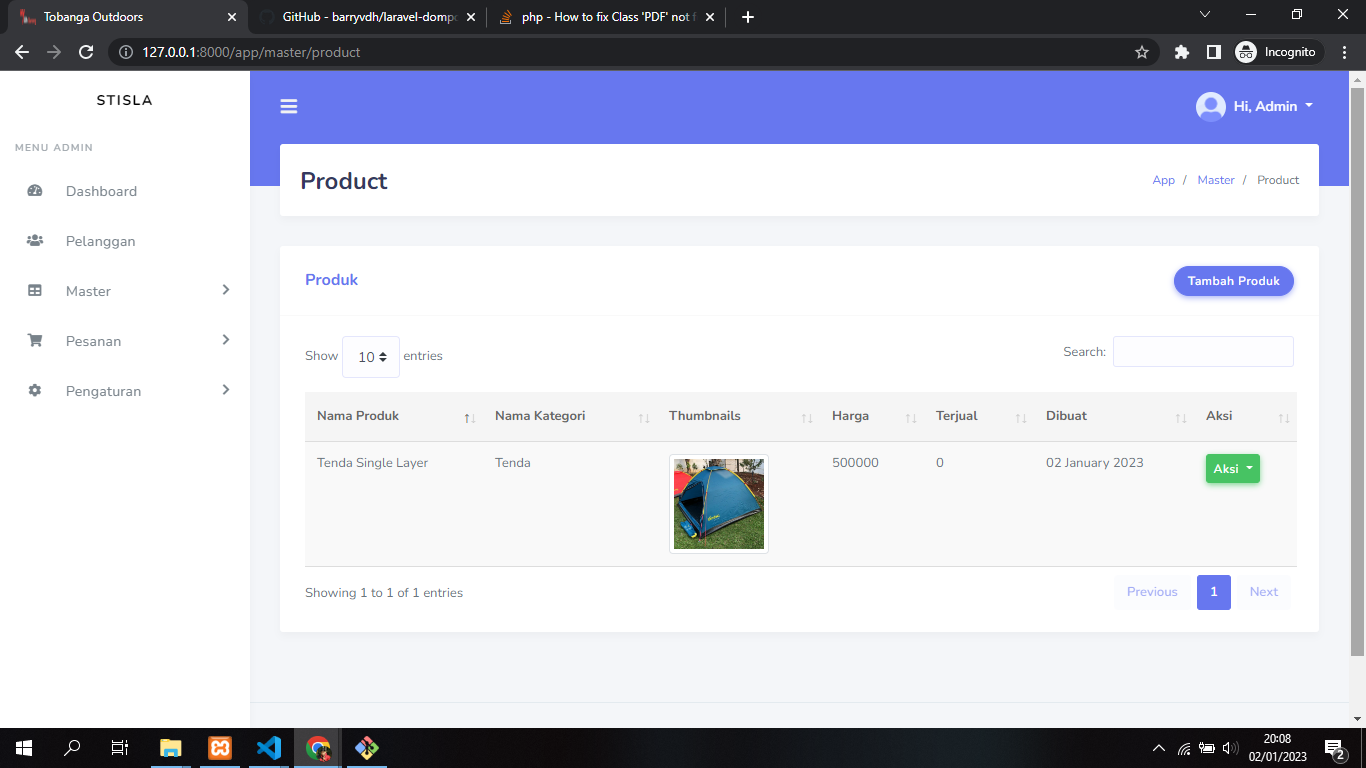 Tobanga Outdoors
GitHub - barryvdh/laravel-dompd
php - How to fix Class 'PDF' not f
127.0.0.1:8000/app/master/product
Incognito
STISLA
Hi, Admin
MENU ADMIN
Dashboard
Pelanggan
Master
Pesanan
Pengaturan
Product
App / Master / Product
Produk
Tambah Produk
Show 10 entries
Search:
Nama Produk Nama Kategori Thumbnails Harga Terjual Dibuat Aksi
Tenda Single Layer Tenda 500000 0 02 January 2023 Aksi
Showing 1 to 1 of 1 entries
Previous 1 Next
20:08
02/01/2023
2